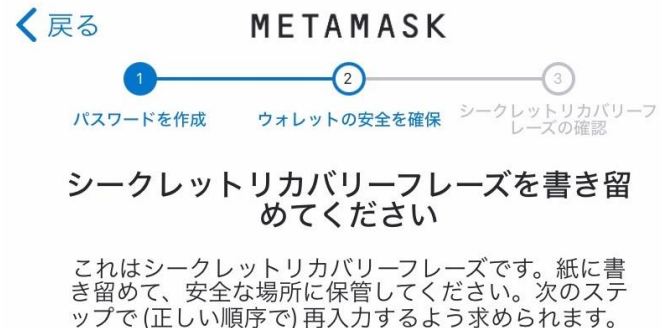 戻る
METAMASK
1
2
3
パスワードを作成
ウォレットの安全を確保
シークレットリカバリーフ
レーズの確認
シークレットリカバリーフレーズを書き留
めてください
これはシークレットリカバリーフレーズです。紙に書
き留めて、安全な場所に保管してください。次のステ
ップで (正しい順序で) 再入力するよう求められます。